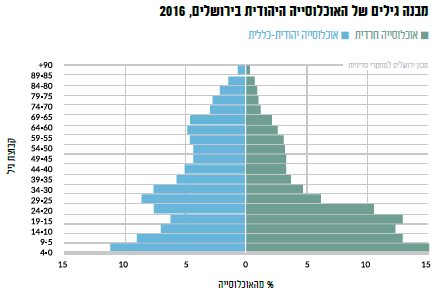 מבנה גילים של האוכלוסייה היהודית בירושלים, 2016
אוכלוסייה חרדית
אוכלוסייה יהודית-כללית
מכון ירושלים למחקרי מדיניות
קבוצת גיל
90+
89-85
84-80
79-75
74-70
69-65
64-60
59-55
54-50
49-45
44-40
39-35
34-30
29-25
24-20
19-15
14-10
9-5
4-0
15 10 5 0 5 10 15
% מהאוכלוסייה